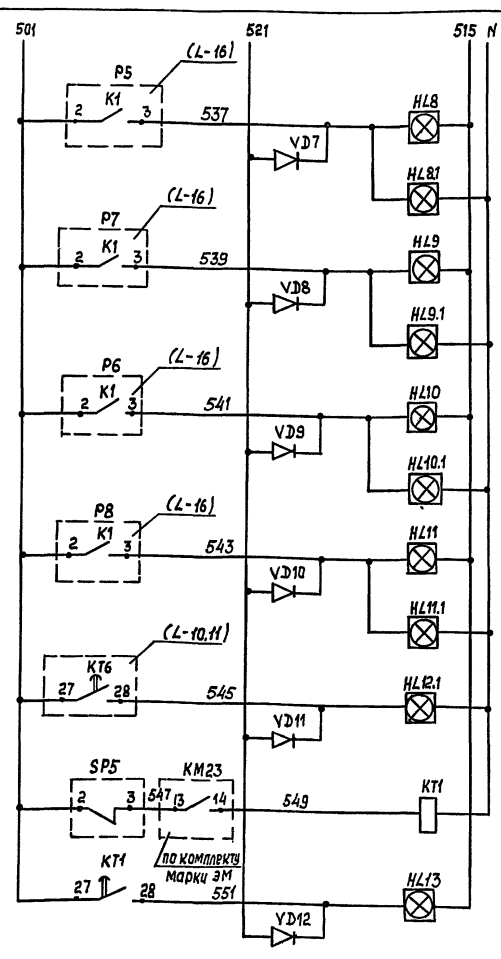 501 521 515 N
(L-16)
P5
K1
2 3 537 HL8
VD7
HL8.1
(L-16)
P7
K1
2 3 539 HL9
VD8
HL9.1
(L-16)
P6
K1
2 3 541 HL10
VD9
HL10.1
(L-16)
P8
K1
2 3 543 HL11
VD10
HL11.1
(L-10,11)
KT6
27 28 545 HL12.1
VD11
SP5 KM23
2 3 547 13 14 549 KT1
по комплекту
марки ЭМ
KT1
27 28 551 HL13
VD12